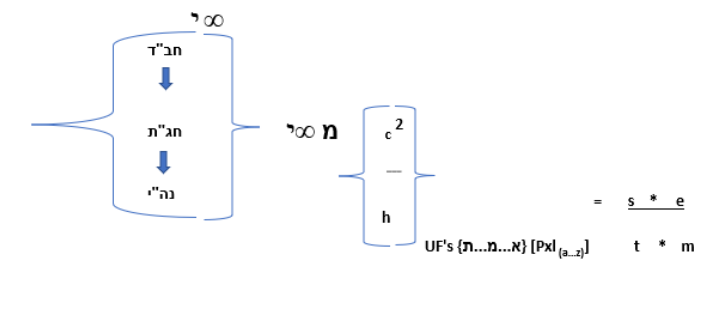 ∞י
חב"ד
חג"ת
נה"י
מ ∞י
c 2
h
= s * e
UF's {א...מ...ת} [Pxl (a...z)] t * m